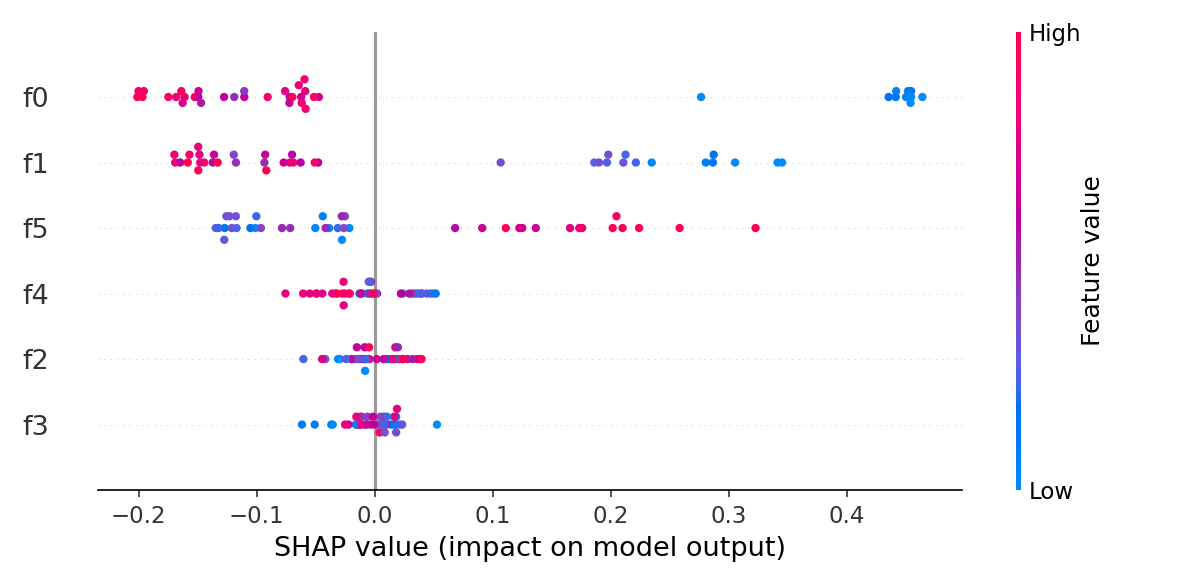 High
f0
f1
f5
f4
f2
f3
Feature value
Low
−0.2 −0.1 0.0 0.1 0.2 0.3 0.4
SHAP value (impact on model output)